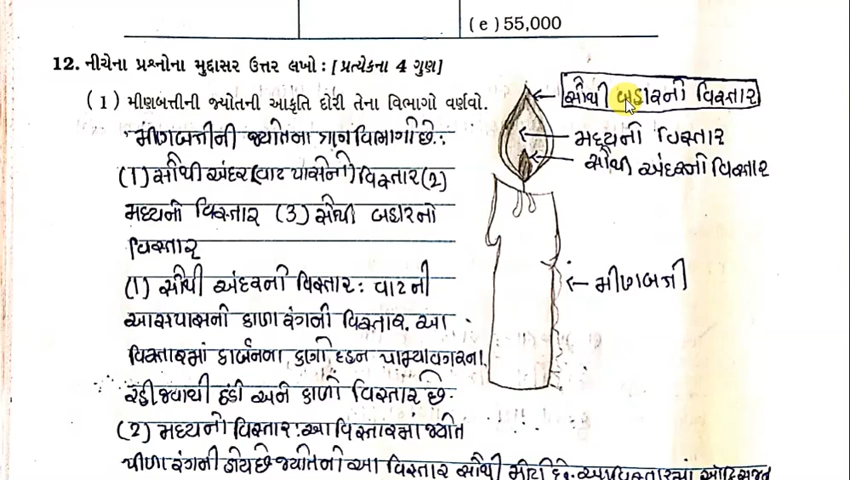 (e) 55,000
12. નીચેના પ્રશ્નોના મુદ્દાસર ઉત્તર લખો : [પ્રત્યેકના 4 ગુણ]
(1) મીણબત્તીની જ્યોતની આકૃતિ દોરી તેના વિભાગો વર્ણવો.
મીણબત્તીની જ્યોતના ત્રણ વિભાગો છે :
(1) સૌથી અંદર (વાટ પાસેનો) વિસ્તાર (2)
મધ્યનો વિસ્તાર (3) સૌથી બહારનો
વિસ્તાર
(1) સૌથી અંદરનો વિસ્તાર : વાટની
આસપાસનો કાળા રંગનો વિસ્તાર. આ
વિસ્તારમાં કાર્બનના કણો દહન પામ્યા વગરના
રહી જવાથી ઠંડો અને કાળો વિસ્તાર છે.
(2) મધ્યનો વિસ્તાર : આ વિસ્તારમાં જ્યોત
પીળા રંગની હોય છે જ્યોતનો આ વિસ્તાર સૌથી મોટો છે. આ વિસ્તારમાં
સૌથી બહારનો વિસ્તાર
મધ્યનો વિસ્તાર
સૌથી અંદરનો વિસ્તાર
મીણબત્તી